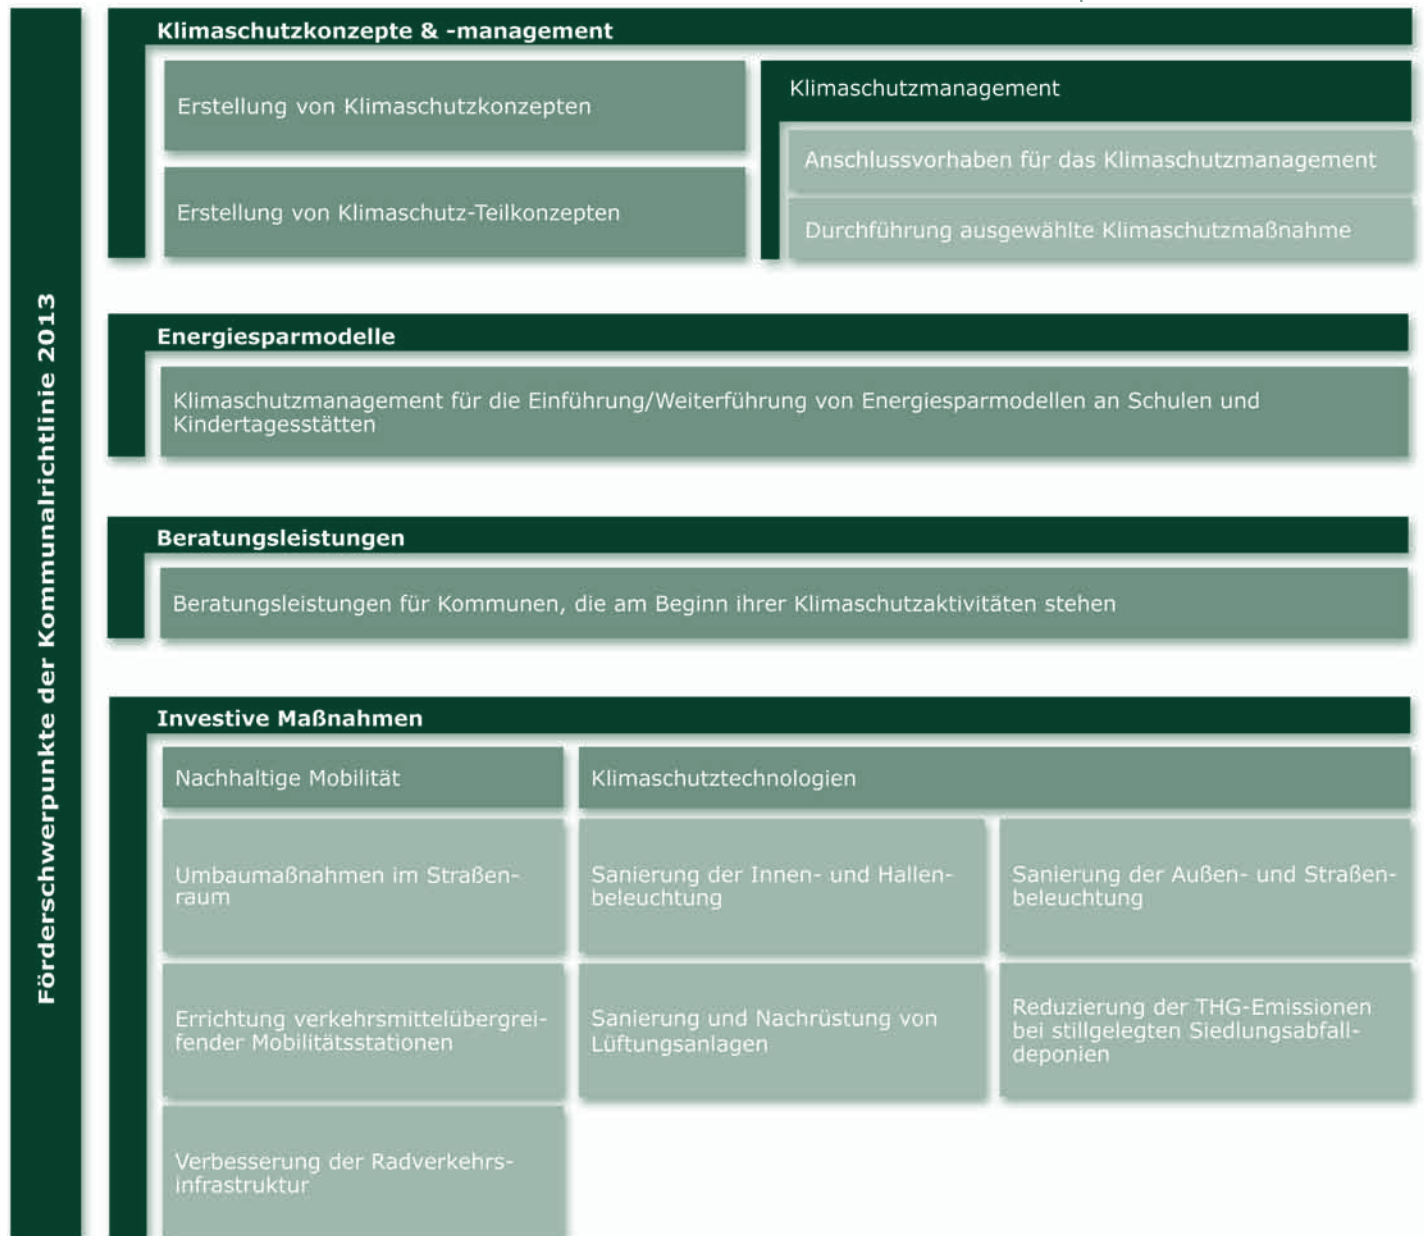 Förderschwerpunkte der Kommunalrichtlinie 2013
Klimaschutzkonzepte & -management
Erstellung von Klimaschutzkonzepten
Erstellung von Klimaschutz-Teilkonzepten
Klimaschutzmanagement
Anschlussvorhaben für das Klimaschutzmanagement
Durchführung ausgewählte Klimaschutzmaßnahme
Energiesparmodelle
Klimaschutzmanagement für die Einführung/Weiterführung von Energiesparmodellen an Schulen und
Kindertagesstätten
Beratungsleistungen
Beratungsleistungen für Kommunen, die am Beginn ihrer Klimaschutzaktivitäten stehen
Investive Maßnahmen
Nachhaltige Mobilität
Umbaumaßnahmen im Straßen-
raum
Errichtung verkehrsmittelübergrei-
fender Mobilitätsstationen
Verbesserung der Radverkehrs-
infrastruktur
Klimaschutztechnologien
Sanierung der Innen- und Hallen-
beleuchtung
Sanierung der Außen- und Straßen-
beleuchtung
Sanierung und Nachrüstung von
Lüftungsanlagen
Reduzierung der THG-Emissionen
bei stillgelegten Siedlungsabfall-
deponien